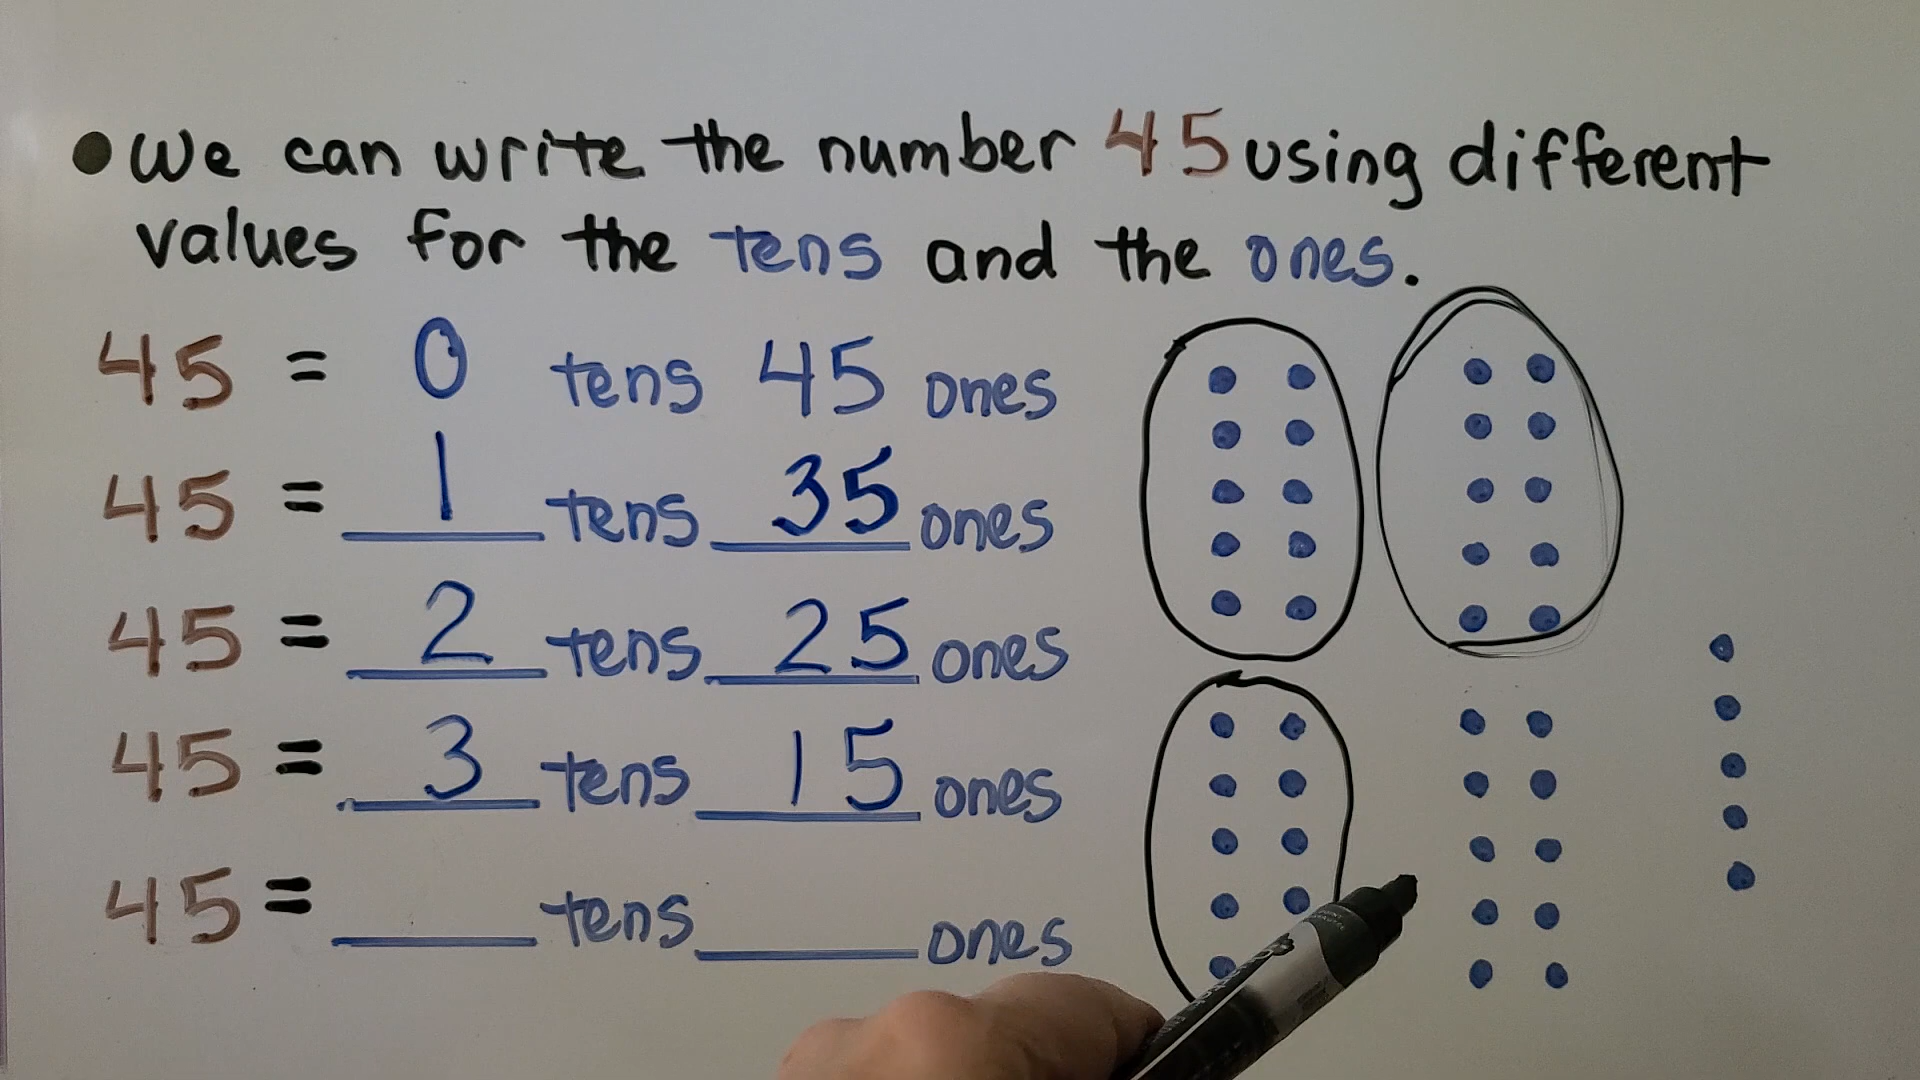 • We can write the number 45 using different
values for the tens and the ones.
45 = 0 tens 45 ones
45 = 1 tens 35 ones
45 = 2 tens 25 ones
45 = 3 tens 15 ones
45 = ___ tens ___ ones